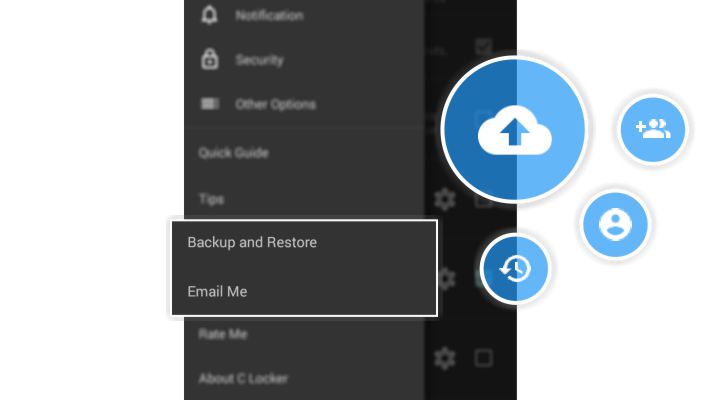 Notification
Security
Other Options
Quick Guide
Tips
Backup and Restore
Email Me
Rate Me
About C Locker